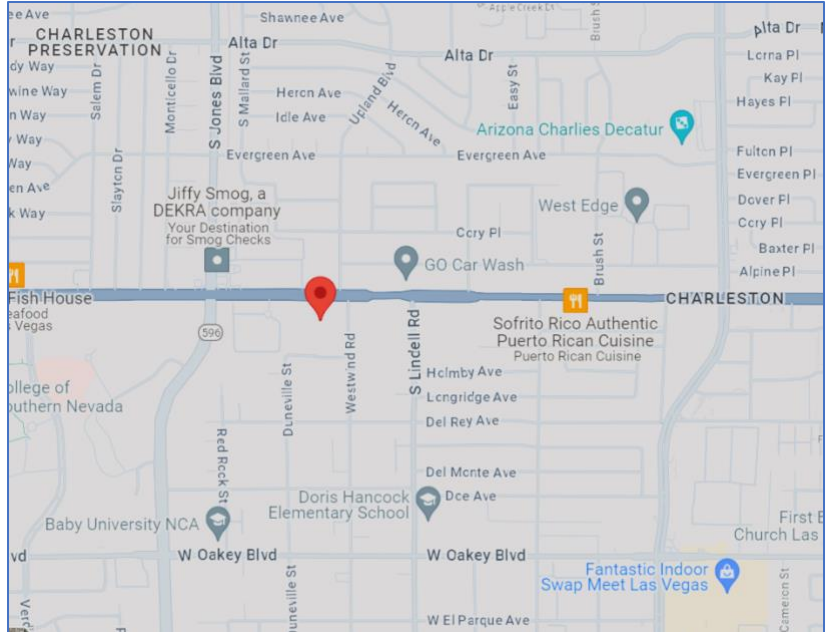 ee Ave
Shawnee Ave
Apple Creek Ct
Brush St
CHARLESTON
PRESERVATION
Alta Dr
Alta Dr
Alta Dr
Lorna Pl
Kay Pl
Hayes Pl
dy Way
wine Way
n Way
Way
Way
en Ave
k Way
Salem Dr
Monticello Dr
Slayton Dr
S Jones Blvd
S Mallard St
Heron Ave
Idle Ave
Upland Blvd
Heron Ave
Easy St
Arizona Charlies Decatur
Evergreen Ave
Evergreen Ave
Fulton Pl
Evergreen Pl
Dover Pl
Cory Pl
Baxter Pl
Alpine Pl
Jiffy Smog, a
DEKRA company
Your Destination
for Smog Checks
West Edge
Cory Pl
Brush St
GO Car Wash
Fish House
eafood
s Vegas
CHARLESTON
596
Sofrito Rico Authentic
Puerto Rican Cuisine
Puerto Rican Cuisine
Westwind Rd
S Lindell Rd
Duneville St
Holmby Ave
Longridge Ave
Del Rey Ave
ollege of
outhern Nevada
Red Rock St
Del Monte Ave
Doe Ave
Doris Hancock
Elementary School
Baby University NCA
First B
Church Las
vd
W Oakey Blvd
W Oakey Blvd
Fantastic Indoor
Swap Meet Las Vegas
Duneville St
Cameron St
W El Parque Ave
Verd